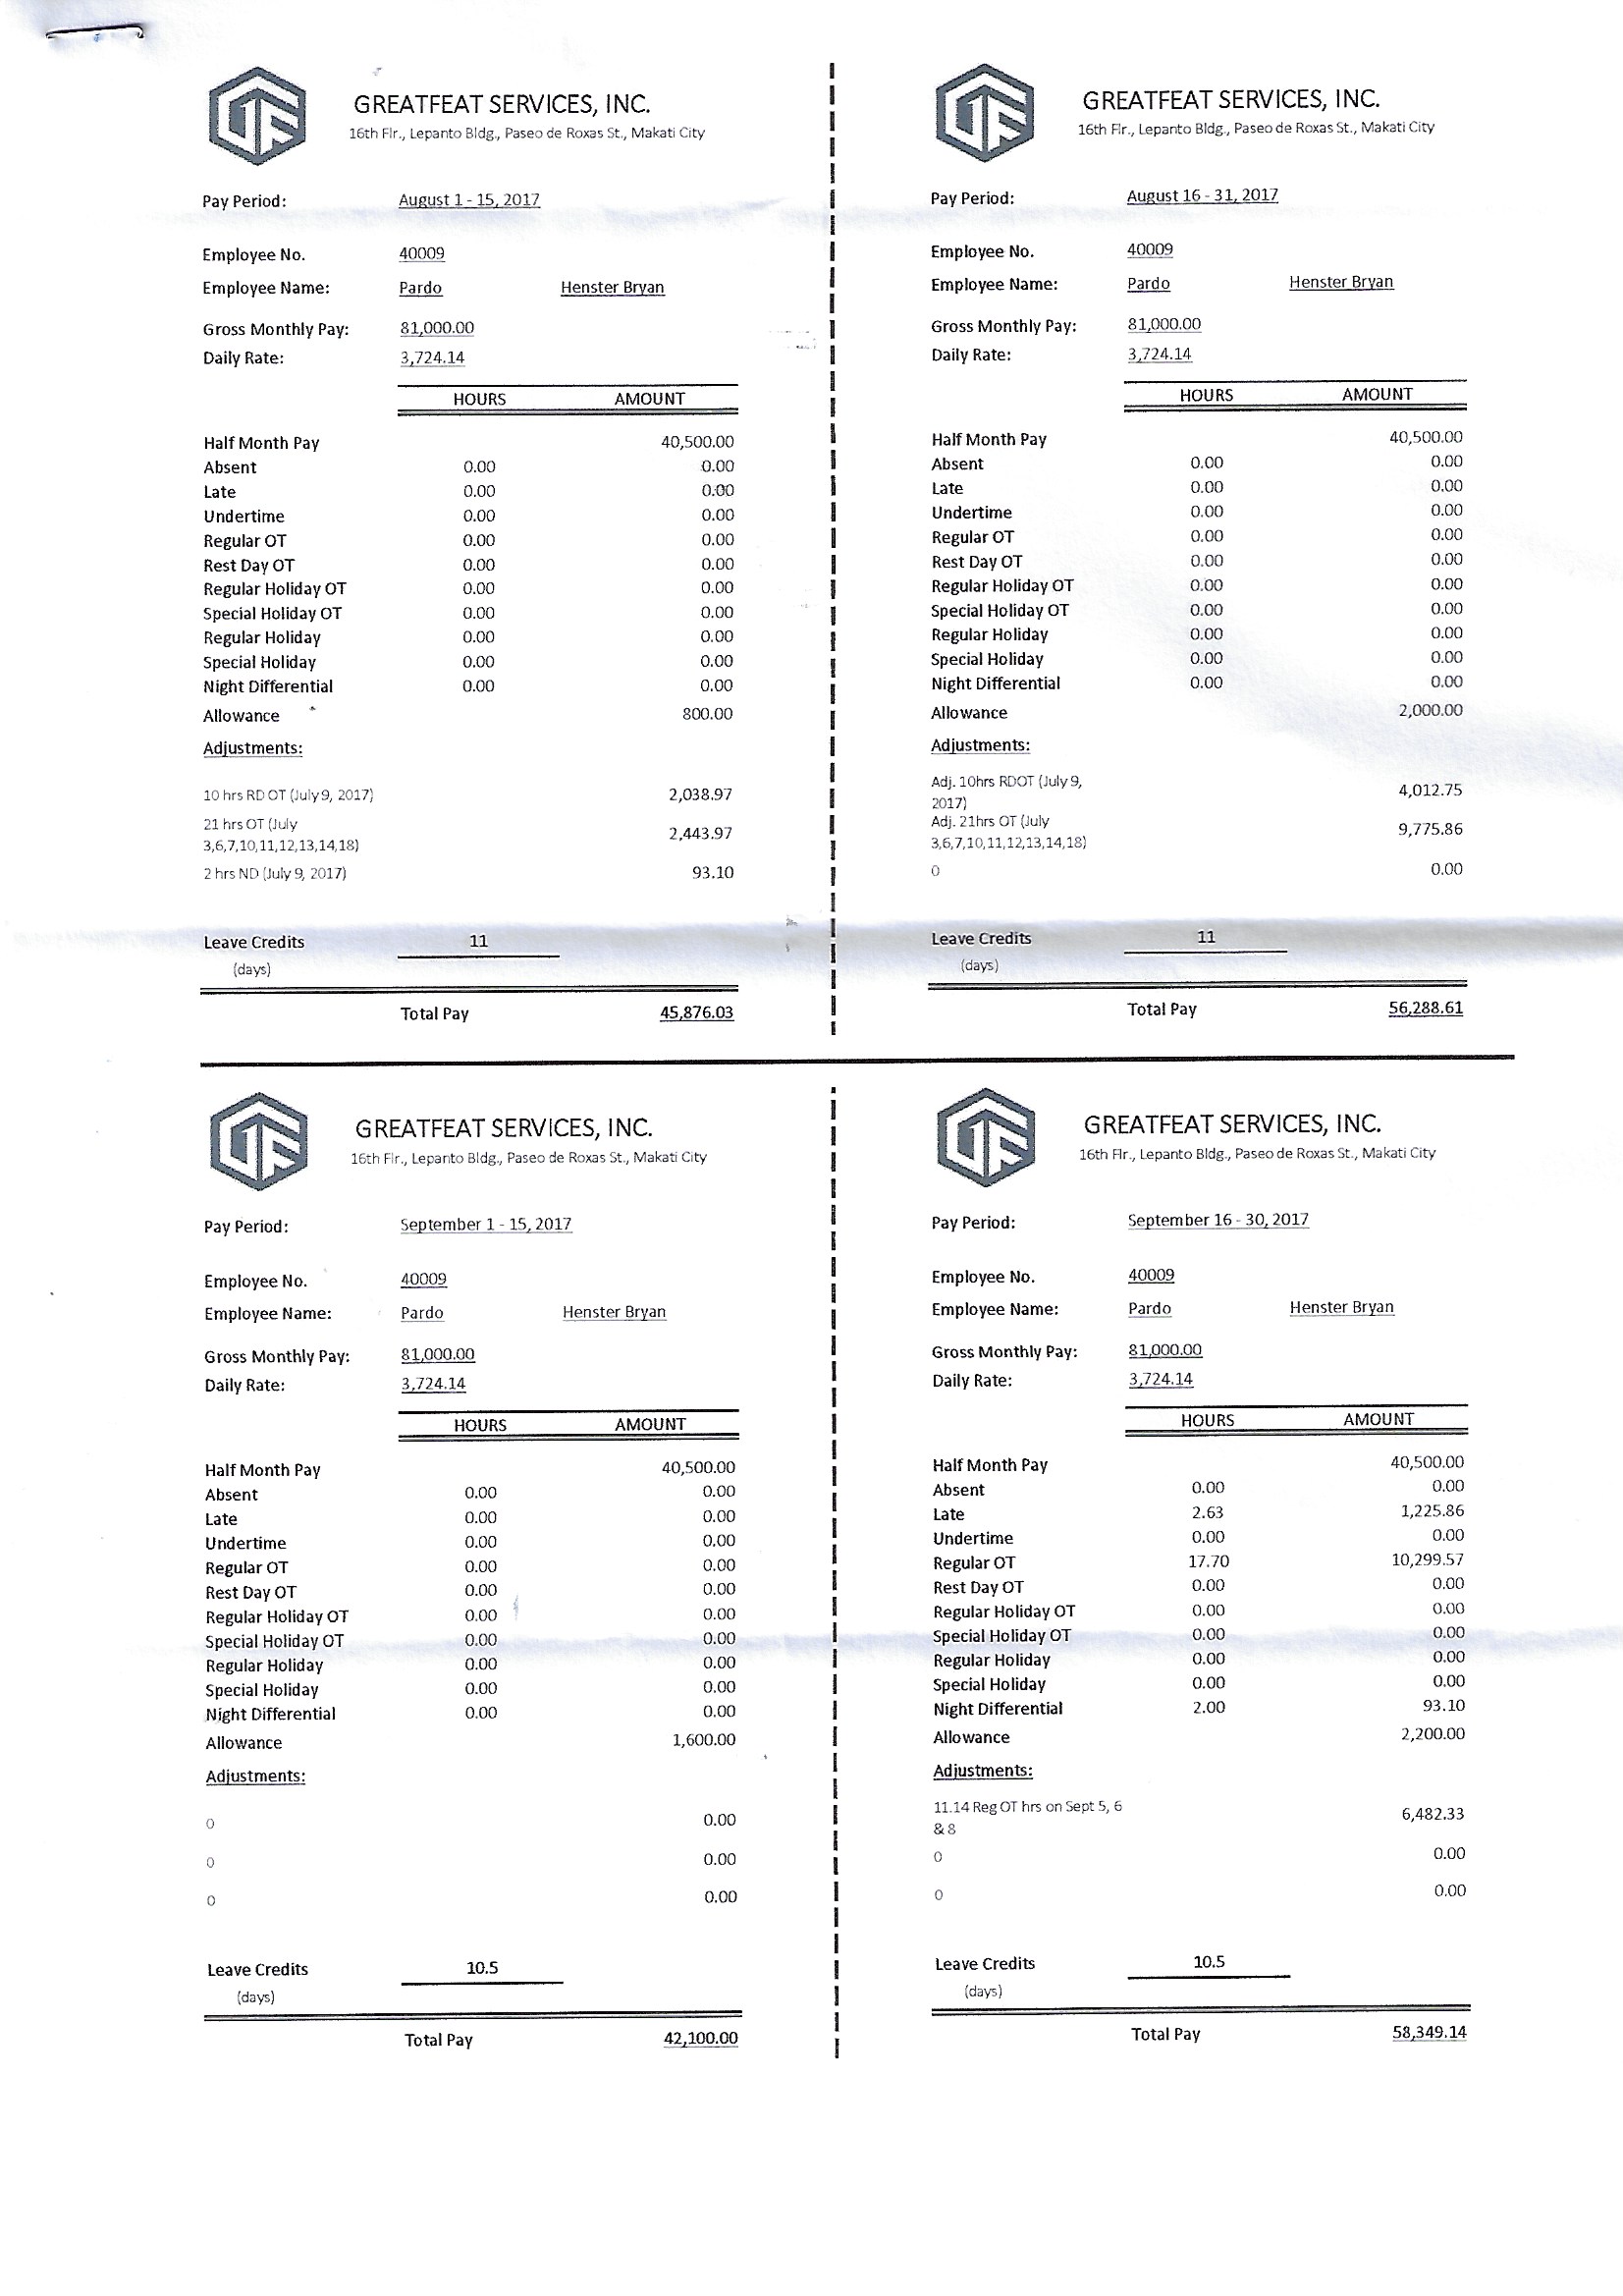 GREATFEAT SERVICES, INC.
16th Flr., Lepanto Bldg., Paseo de Roxas St., Makati City
Pay Period: August 1 - 15, 2017
Employee No. 40009
Employee Name: Pardo Henster Bryan
Gross Monthly Pay: 81,000.00
Daily Rate: 3,724.14
HOURS AMOUNT
Half Month Pay 40,500.00
Absent 0.00 0.00
Late 0.00 0.00
Undertime 0.00 0.00
Regular OT 0.00 0.00
Rest Day OT 0.00 0.00
Regular Holiday OT 0.00 0.00
Special Holiday OT 0.00 0.00
Regular Holiday 0.00 0.00
Special Holiday 0.00 0.00
Night Differential 0.00 0.00
Allowance 800.00
Adjustments:
10 hrs RD OT (July 9, 2017) 2,038.97
21 hrs OT (July
3,6,7,10,11,12,13,14,18) 2,443.97
2 hrs ND (July 9, 2017) 93.10
Leave Credits 11
(days)
Total Pay 45,876.03
GREATFEAT SERVICES, INC.
16th Flr., Lepanto Bldg., Paseo de Roxas St., Makati City
Pay Period: August 16 - 31, 2017
Employee No. 40009
Employee Name: Pardo Henster Bryan
Gross Monthly Pay: 81,000.00
Daily Rate: 3,724.14
HOURS AMOUNT
Half Month Pay 40,500.00
Absent 0.00 0.00
Late 0.00 0.00
Undertime 0.00 0.00
Regular OT 0.00 0.00
Rest Day OT 0.00 0.00
Regular Holiday OT 0.00 0.00
Special Holiday OT 0.00 0.00
Regular Holiday 0.00 0.00
Special Holiday 0.00 0.00
Night Differential 0.00 0.00
Allowance 2,000.00
Adjustments:
Adj. 10hrs RDOT (July 9,
2017) 4,012.75
Adj. 21hrs OT (July
3,6,7,10,11,12,13,14,18) 9,775.86
0 0.00
Leave Credits 11
(days)
Total Pay 56,288.61
GREATFEAT SERVICES, INC.
16th Flr., Lepanto Bldg., Paseo de Roxas St., Makati City
Pay Period: September 1 - 15, 2017
Employee No. 40009
Employee Name: Pardo Henster Bryan
Gross Monthly Pay: 81,000.00
Daily Rate: 3,724.14
HOURS AMOUNT
Half Month Pay 40,500.00
Absent 0.00 0.00
Late 0.00 0.00
Undertime 0.00 0.00
Regular OT 0.00 0.00
Rest Day OT 0.00 0.00
Regular Holiday OT 0.00 0.00
Special Holiday OT 0.00 0.00
Regular Holiday 0.00 0.00
Special Holiday 0.00 0.00
Night Differential 0.00 0.00
Allowance 1,600.00
Adjustments:
0 0.00
0 0.00
0 0.00
Leave Credits 10.5
(days)
Total Pay 42,100.00
GREATFEAT SERVICES, INC.
16th Flr., Lepanto Bldg., Paseo de Roxas St., Makati City
Pay Period: September 16 - 30, 2017
Employee No. 40009
Employee Name: Pardo Henster Bryan
Gross Monthly Pay: 81,000.00
Daily Rate: 3,724.14
HOURS AMOUNT
Half Month Pay 40,500.00
Absent 0.00 0.00
Late 2.63 1,225.86
Undertime 0.00 0.00
Regular OT 17.70 10,299.57
Rest Day OT 0.00 0.00
Regular Holiday OT 0.00 0.00
Special Holiday OT 0.00 0.00
Regular Holiday 0.00 0.00
Special Holiday 0.00 0.00
Night Differential 2.00 93.10
Allowance 2,200.00
Adjustments:
11.14 Reg OT hrs on Sept 5, 6
& 8 6,482.33
0 0.00
0 0.00
Leave Credits 10.5
(days)
Total Pay 58,349.14